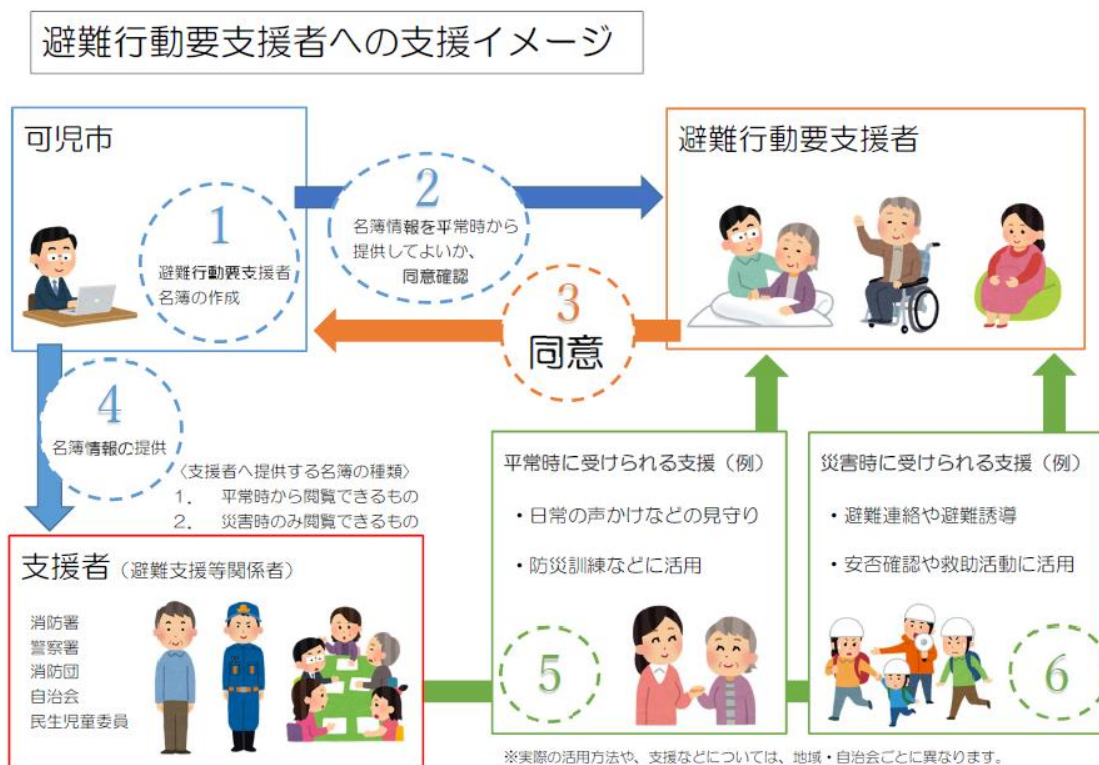 避難行動要支援者への支援イメージ
可児市
1
避難行動要支援者
名簿の作成
2
名簿情報を平常時から
提供してよいか、
同意確認
避難行動要支援者
3
同意
4
名簿情報の提供
〈支援者へ提供する名簿の種類〉
1. 平常時から閲覧できるもの
2. 災害時のみ閲覧できるもの
支援者（避難支援等関係者）
消防署
警察署
消防団
自治会
民生児童委員
平常時に受けられる支援（例）
・日常の声かけなどの見守り
・防災訓練などに活用
5
災害時に受けられる支援（例）
・避難連絡や避難誘導
・安否確認や救助活動に活用
6
※実際の活用方法や、支援などについては、地域・自治会ごとに異なります。